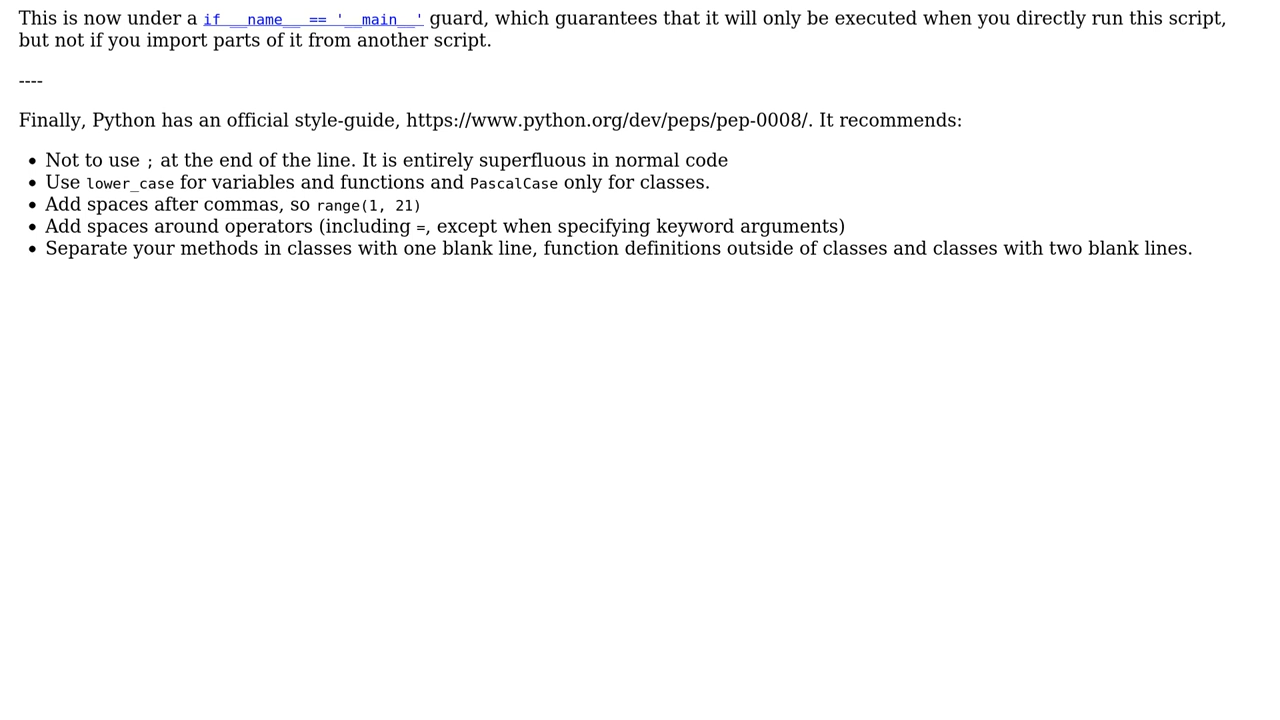 This is now under a if __name__ == '__main__' guard, which guarantees that it will only be executed when you directly run this script,
but not if you import parts of it from another script.
----
Finally, Python has an official style-guide, https://www.python.org/dev/peps/pep-0008/. It recommends:
• Not to use ; at the end of the line. It is entirely superfluous in normal code
• Use lower_case for variables and functions and PascalCase only for classes.
• Add spaces after commas, so range(1, 21)
• Add spaces around operators (including =, except when specifying keyword arguments)
• Separate your methods in classes with one blank line, function definitions outside of classes and classes with two blank lines.